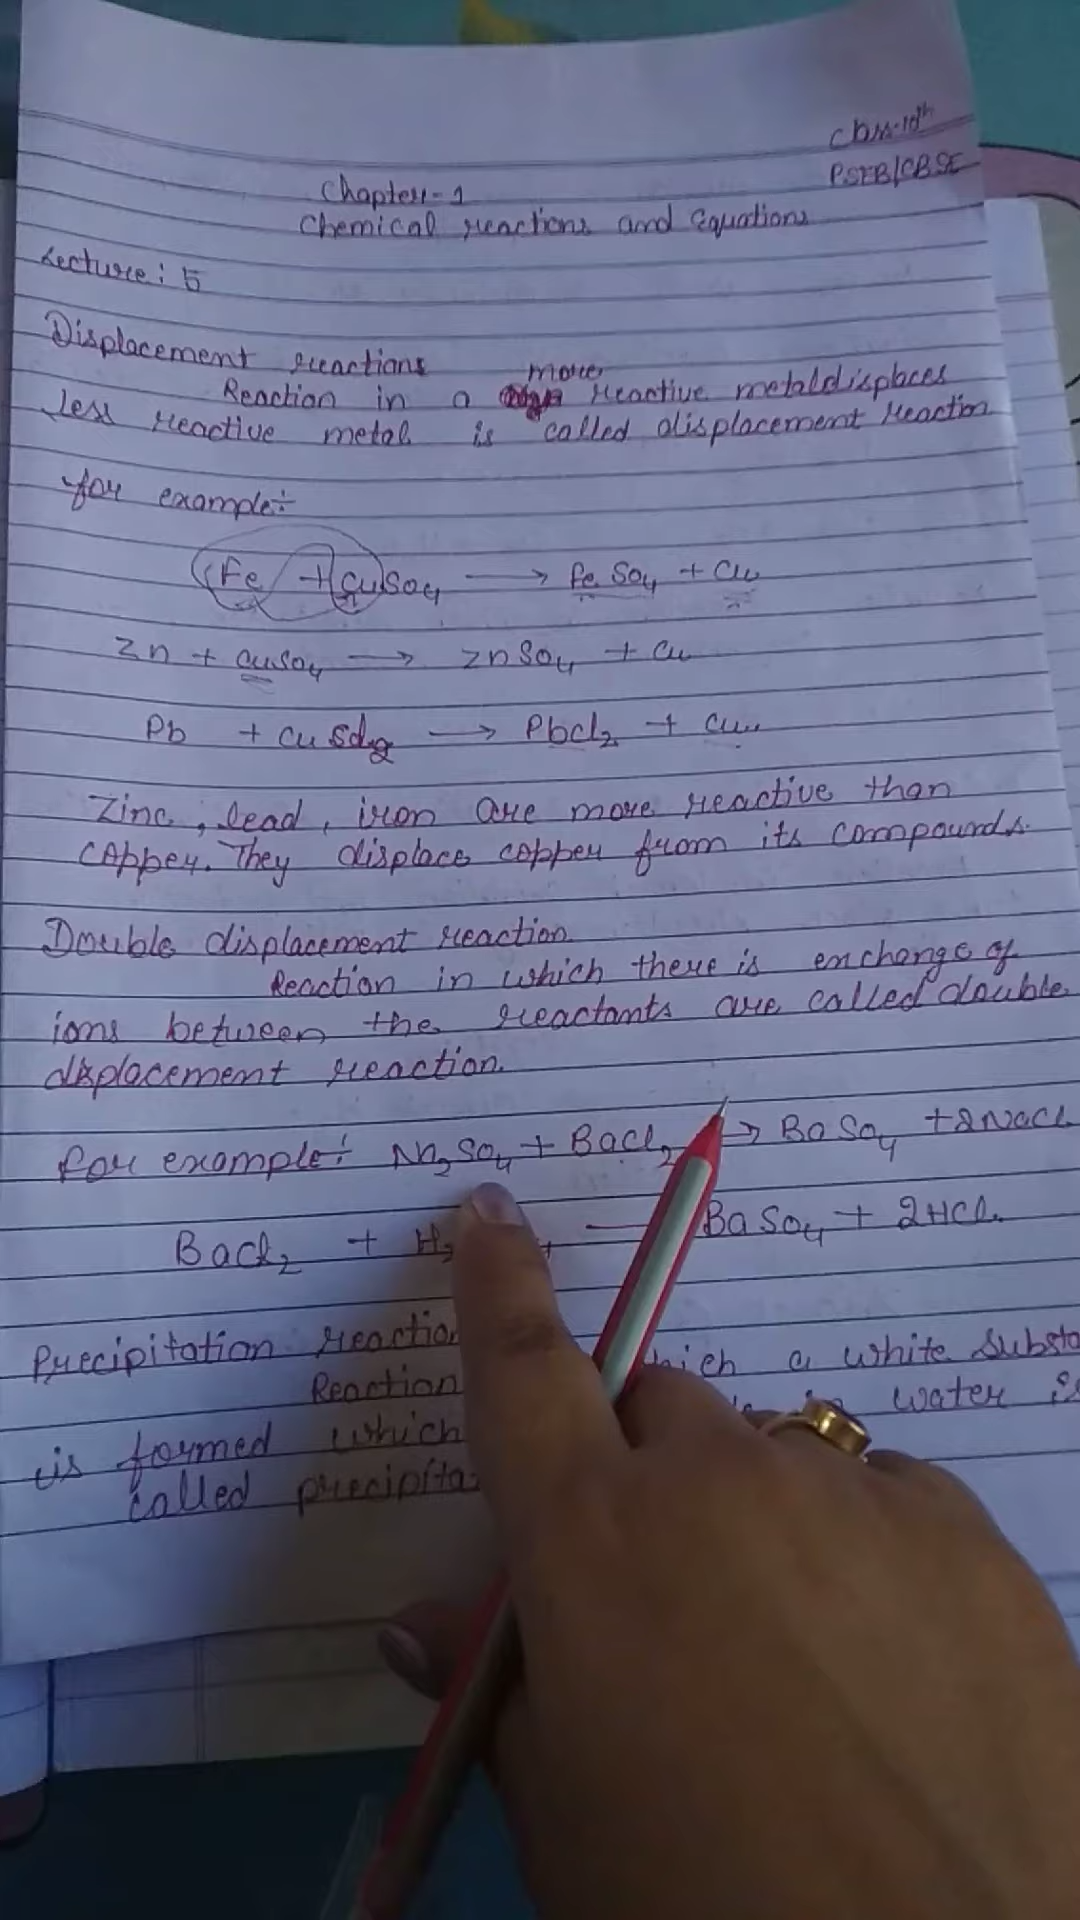 Class-10th
PSEB/CBSE
Chapter-1
Chemical reactions and Equations
Lecture: 5
Displacement reactions
more
Reaction in a reactive metal displaces
less reactive metal is called displacement reaction
for example:-
Fe + CuSO4 → FeSO4 + Cu
Zn + CuSO4 → ZnSO4 + Cu
Pb + Cu → PbCl2 + Cu
Zinc, lead, iron are more reactive than
copper. They displace copper from its compounds.
Double displacement reaction
Reaction in which there is exchange of
ions between the reactants are called double
displacement reaction.
For example:- Na2SO4 + BaCl2 → BaSO4 + 2NaCl
BaCl2 + H2 BaSO4 + 2HCl.
Precipitation reaction
Reaction which a white substa
is formed which in water is
called precipita